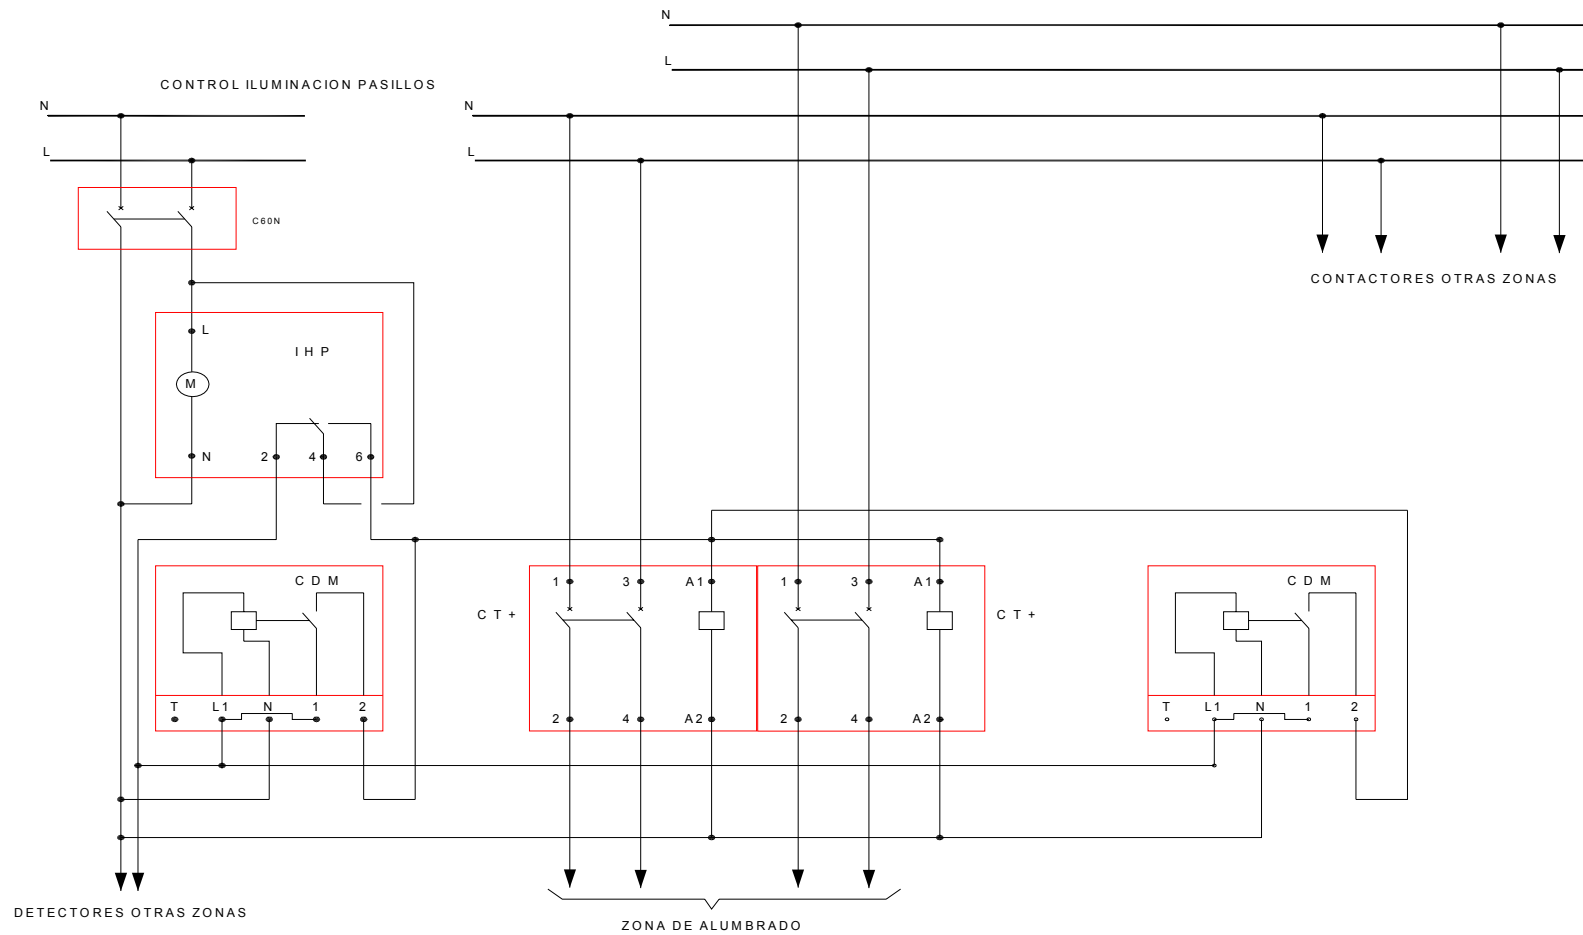 N
L
CONTROL ILUMINACION PASILLOS
N
N
L
L
C60N
CONTACTORES OTRAS ZONAS
L
IHP
M
N
2
4
6
CDM
1
3
A1
1
3
A1
CDM
CT+
CT+
T
L1
N
1
2
T
L1
N
1
2
2
4
A2
2
4
A2
DETECTORES OTRAS ZONAS
ZONA DE ALUMBRADO